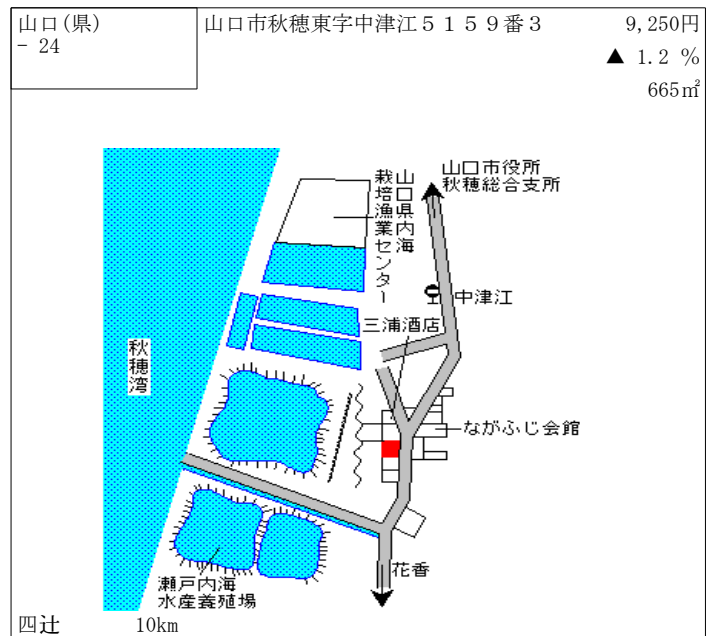 山口(県)
- 24
山口市秋穂東字中津江５１５９番３
9,250円
▲ 1.2 %
665㎡
山口市役所
秋穂総合支所
山口県内海
栽培漁業センター
中津江
三浦酒店
秋穂湾
ながふじ会館
花香
瀬戸内海
水産養殖場
四辻
10km